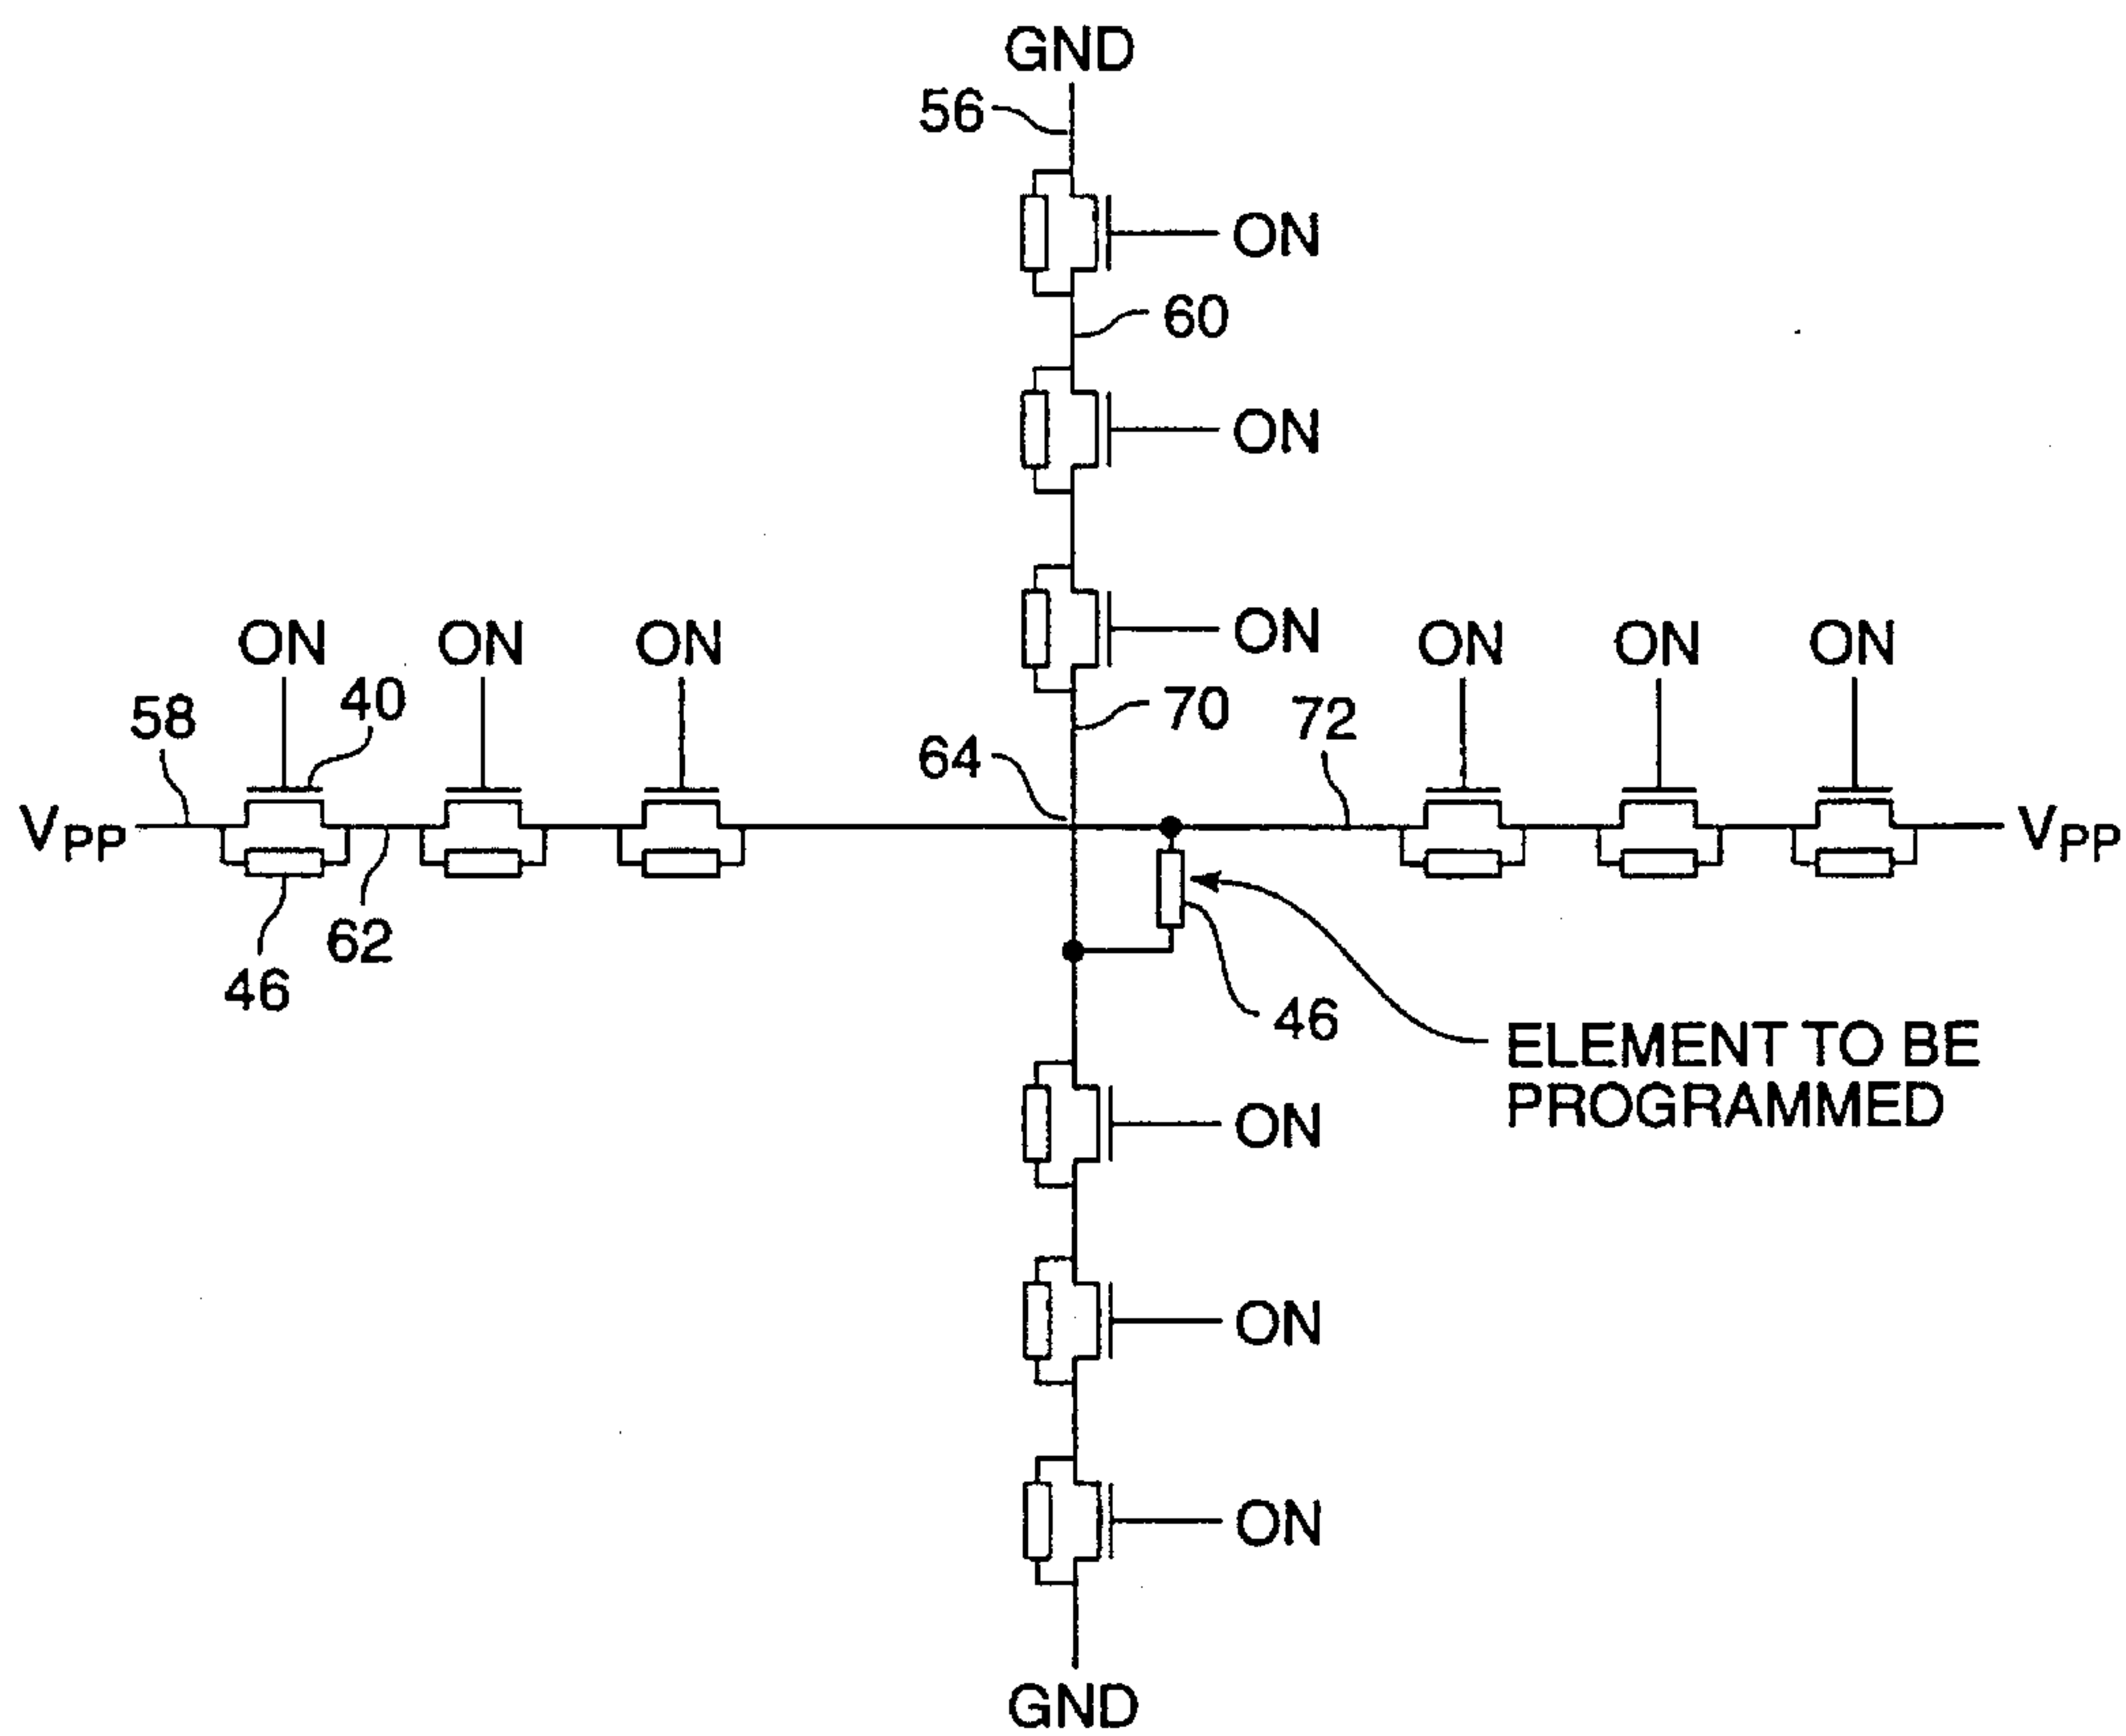 GND
56
ON
60
ON
ON
ON ON ON
ON ON ON
40
58
70
72
64
VPP
VPP
62
46
46
ELEMENT TO BE
PROGRAMMED
ON
ON
ON
GND